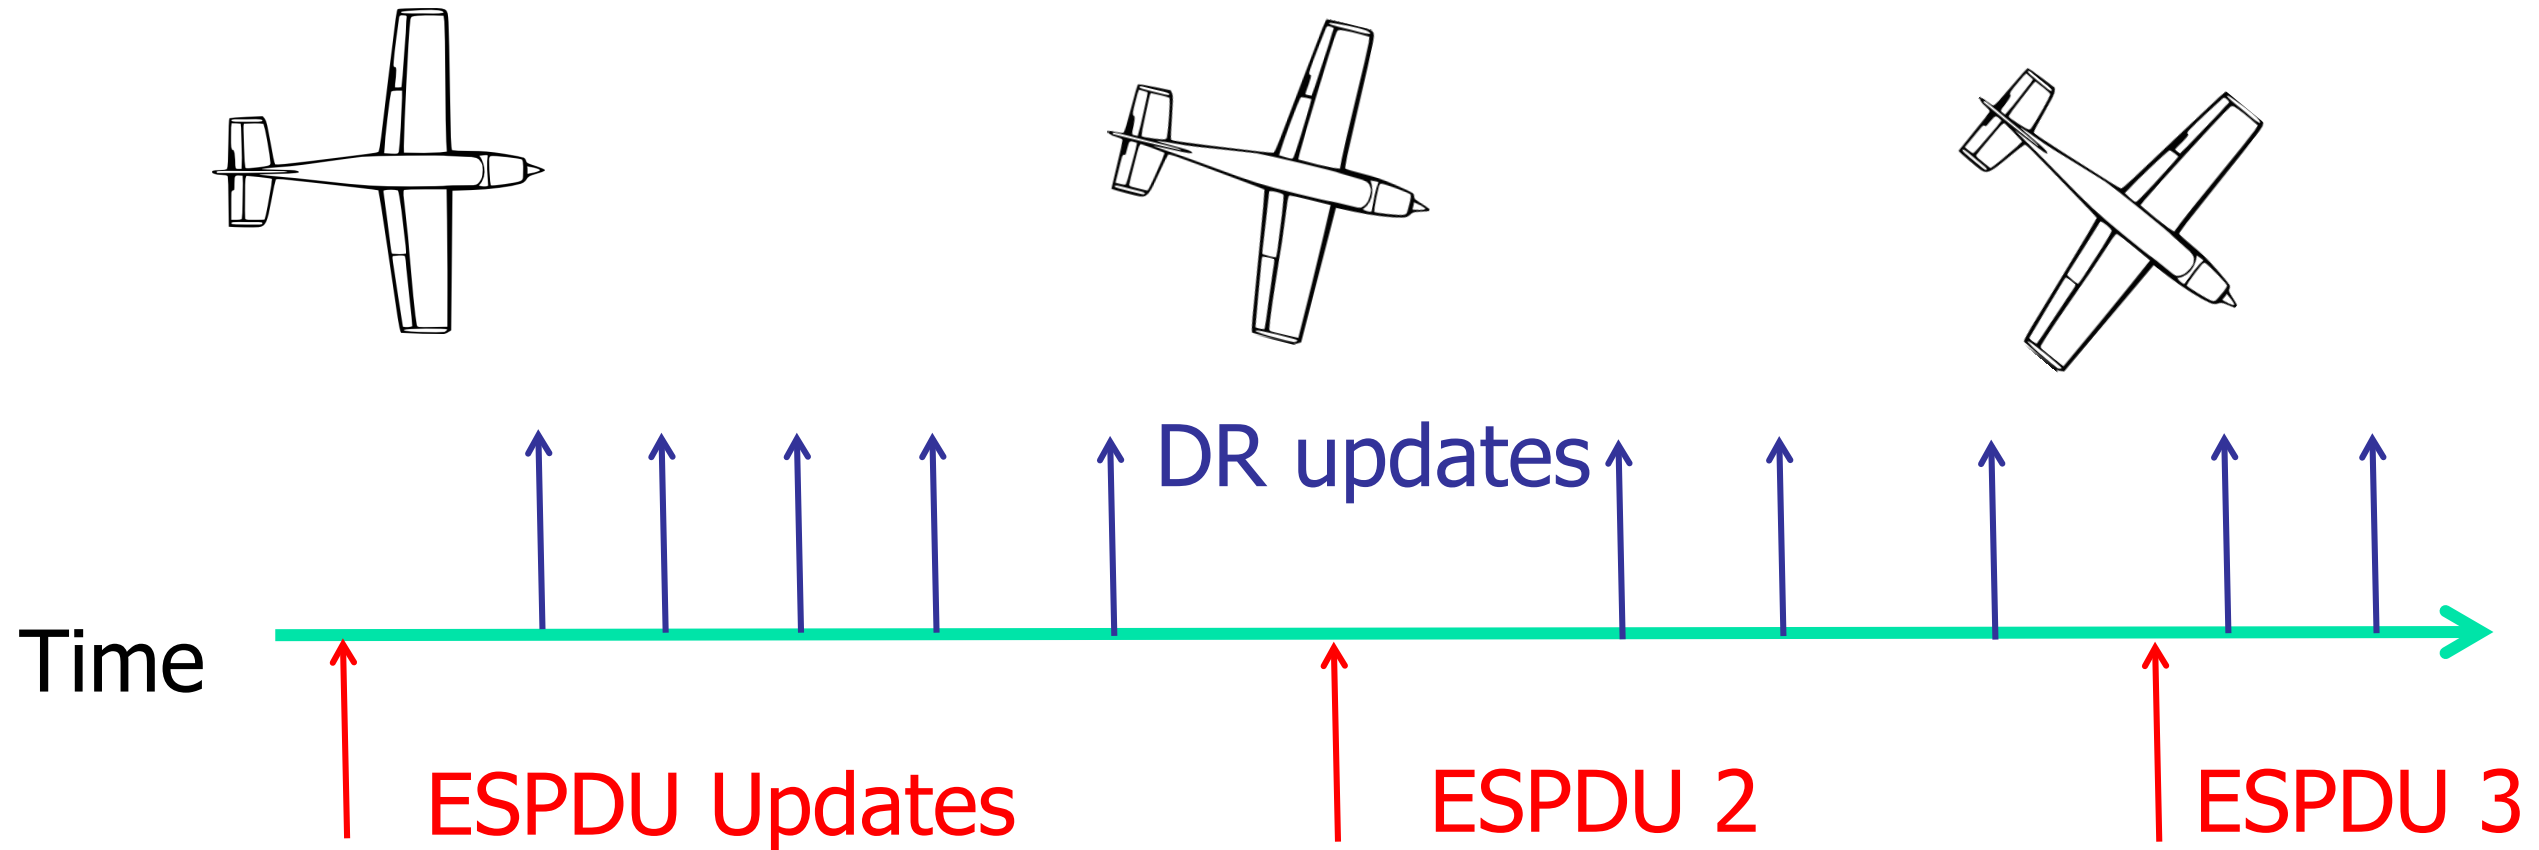 DR updates
Time
ESPDU Updates
ESPDU 2
ESPDU 3